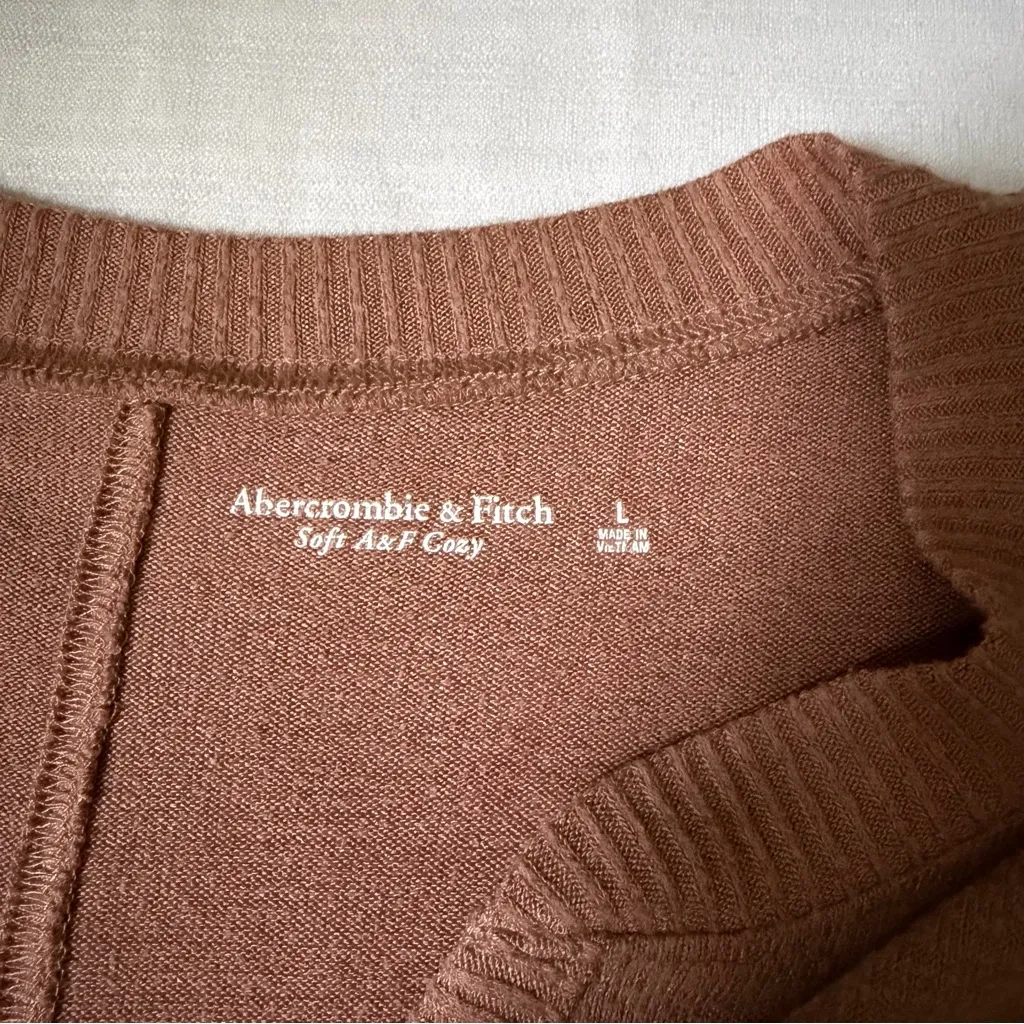 Abercrombie & Fitch
Soft A&F Cozy
L
MADE IN
VIETNAM